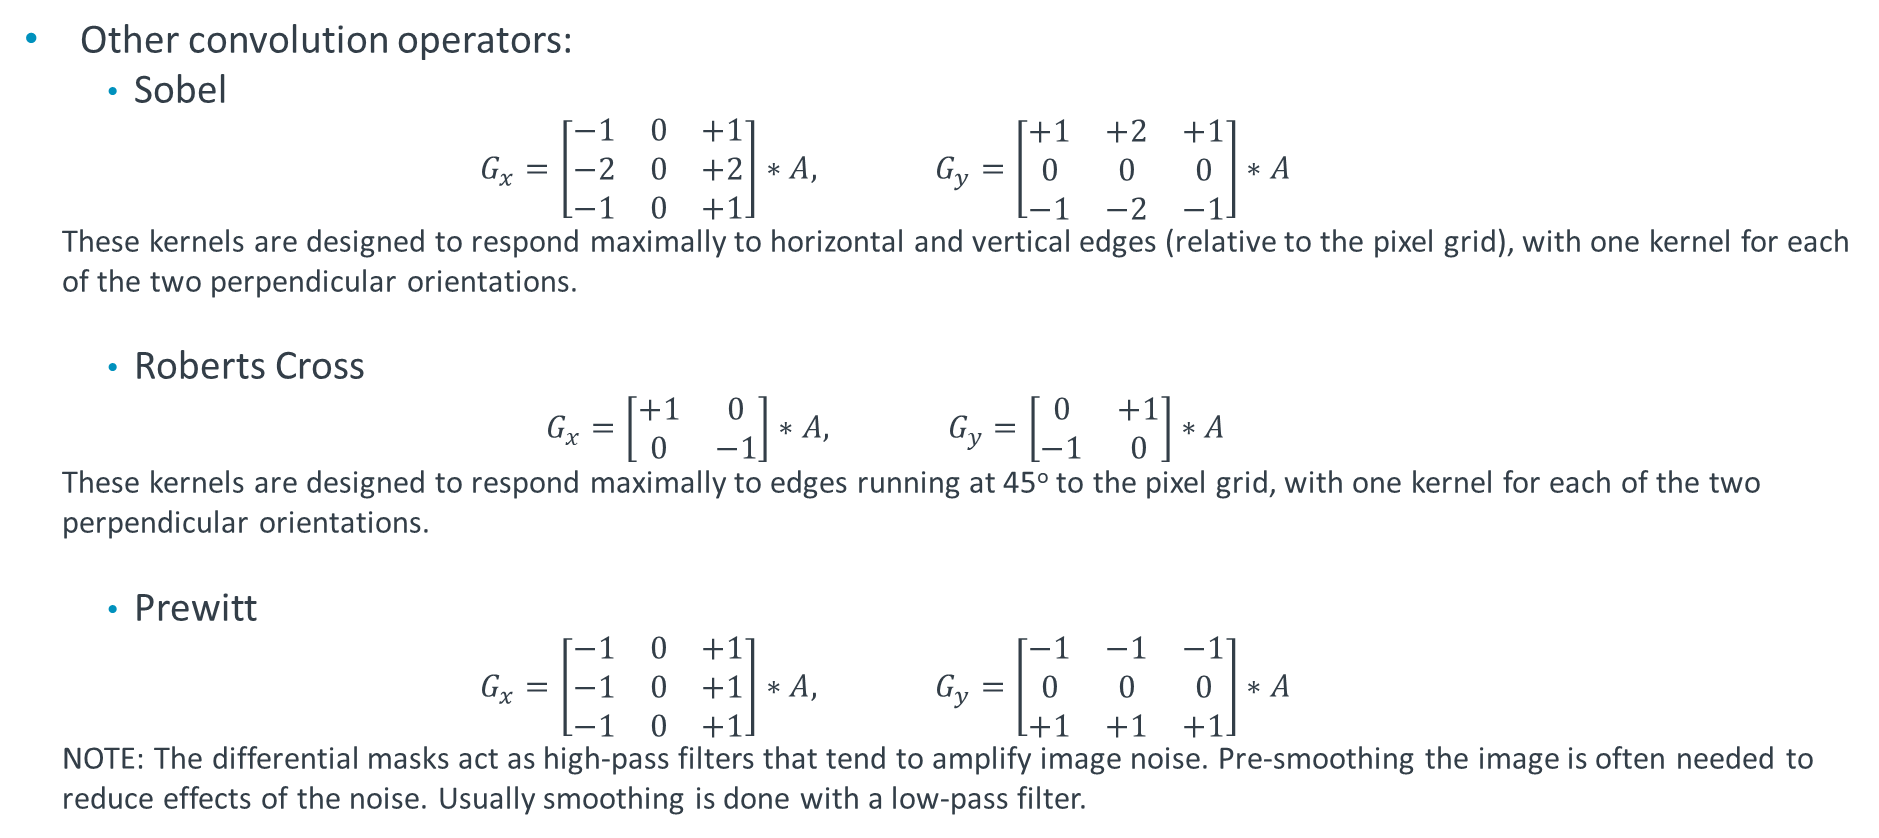 • Other convolution operators:
• Sobel
−1 0 +1 +1 +2 +1
G_x = −2 0 +2 * A, G_y = 0 0 0 * A
−1 0 +1 −1 −2 −1
These kernels are designed to respond maximally to horizontal and vertical edges (relative to the pixel grid), with one kernel for each
of the two perpendicular orientations.
• Roberts Cross
+1 0 0 +1
G_x = * A, G_y = * A
0 −1 −1 0
These kernels are designed to respond maximally to edges running at 45° to the pixel grid, with one kernel for each of the two
perpendicular orientations.
• Prewitt
−1 0 +1 −1 −1 −1
G_x = −1 0 +1 * A, G_y = 0 0 0 * A
−1 0 +1 +1 +1 +1
NOTE: The differential masks act as high-pass filters that tend to amplify image noise. Pre-smoothing the image is often needed to
reduce effects of the noise. Usually smoothing is done with a low-pass filter.